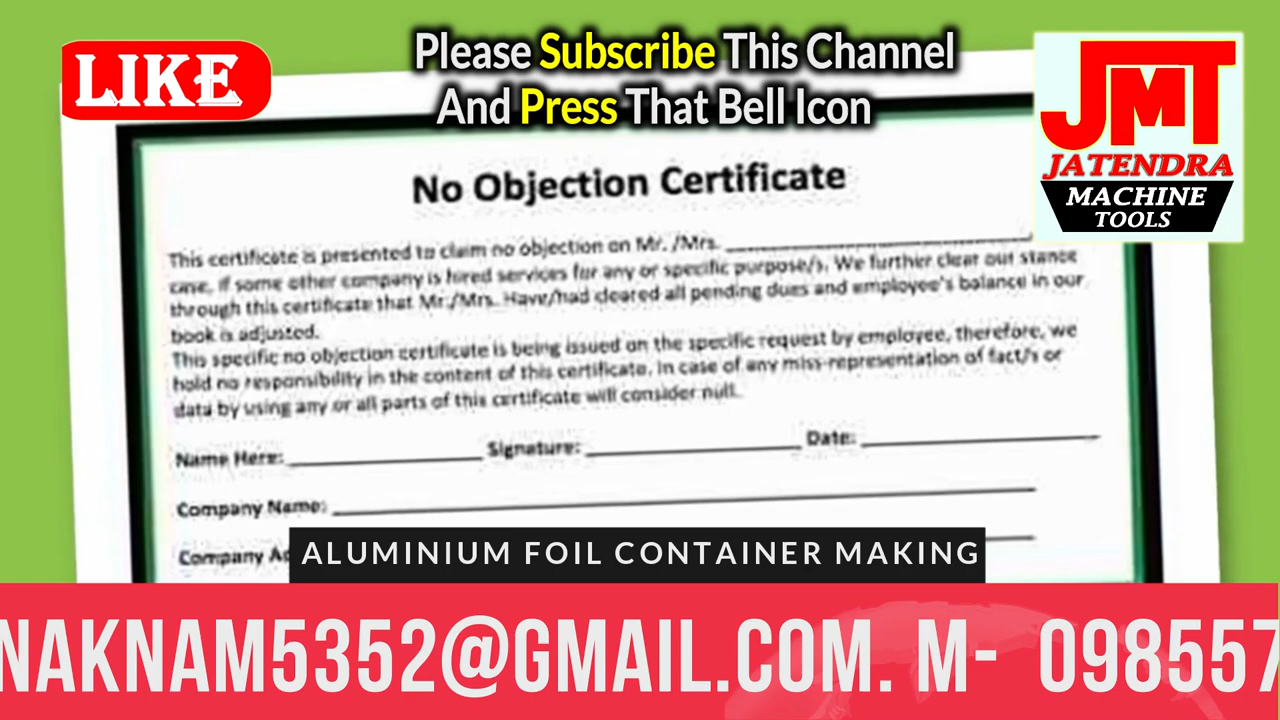 LIKE
Please Subscribe This Channel
And Press That Bell Icon
JMT
JATENDRA
MACHINE
TOOLS
No Objection Certificate
This certificate is presented to claim no objection on Mr. /Mrs.
case, if some other company is hired services for any or specific purpose/s. We further clear out stance
through this certificate that Mr./Mrs. Have/had cleared all pending dues and employee's balance in our
book is adjusted.
This specific no objection certificate is being issued on the specific request by employee, therefore, we
hold no responsibility in the content of this certificate. In case of any miss-representation of fact/s or
data by using any or all parts of this certificate will consider null.
Name Here: Signature: Date:
Company Name:
Company
ALUMINIUM FOIL CONTAINER MAKING
NAKNAM5352@GMAIL.COM. M- 098557